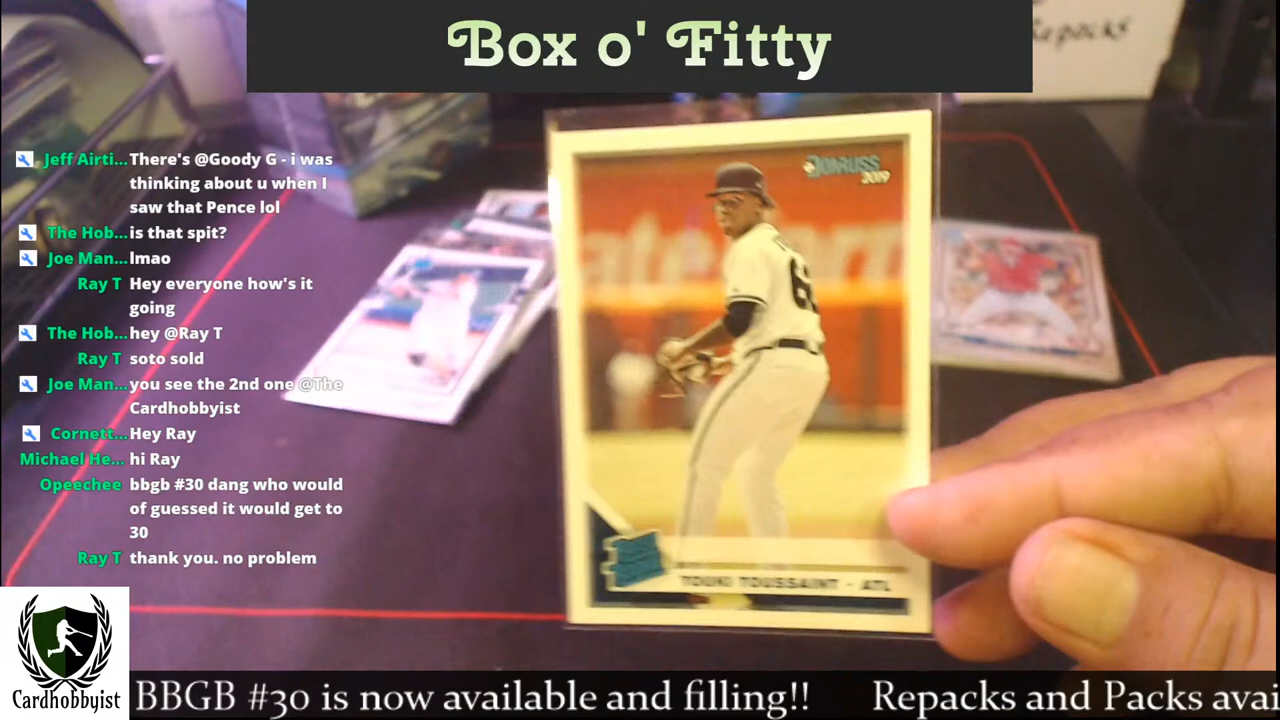 Box o' Fitty
Repacks
Jeff Airti... There's @Goody G - i was
thinking about u when I
saw that Pence lol
The Hob... is that spit?
Joe Man... lmao
Ray T Hey everyone how's it
going
The Hob... hey @Ray T
Ray T soto sold
Joe Man... you see the 2nd one @The
Cardhobbyist
Cornett... Hey Ray
Michael He... hi Ray
Opeechee bbgb #30 dang who would
of guessed it would get to
30
Ray T thank you. no problem
DONRUSS
2019
TOUKI TOUSSAINT - ATL
Cardhobbyist
BBGB #30 is now available and filling!! Repacks and Packs avai